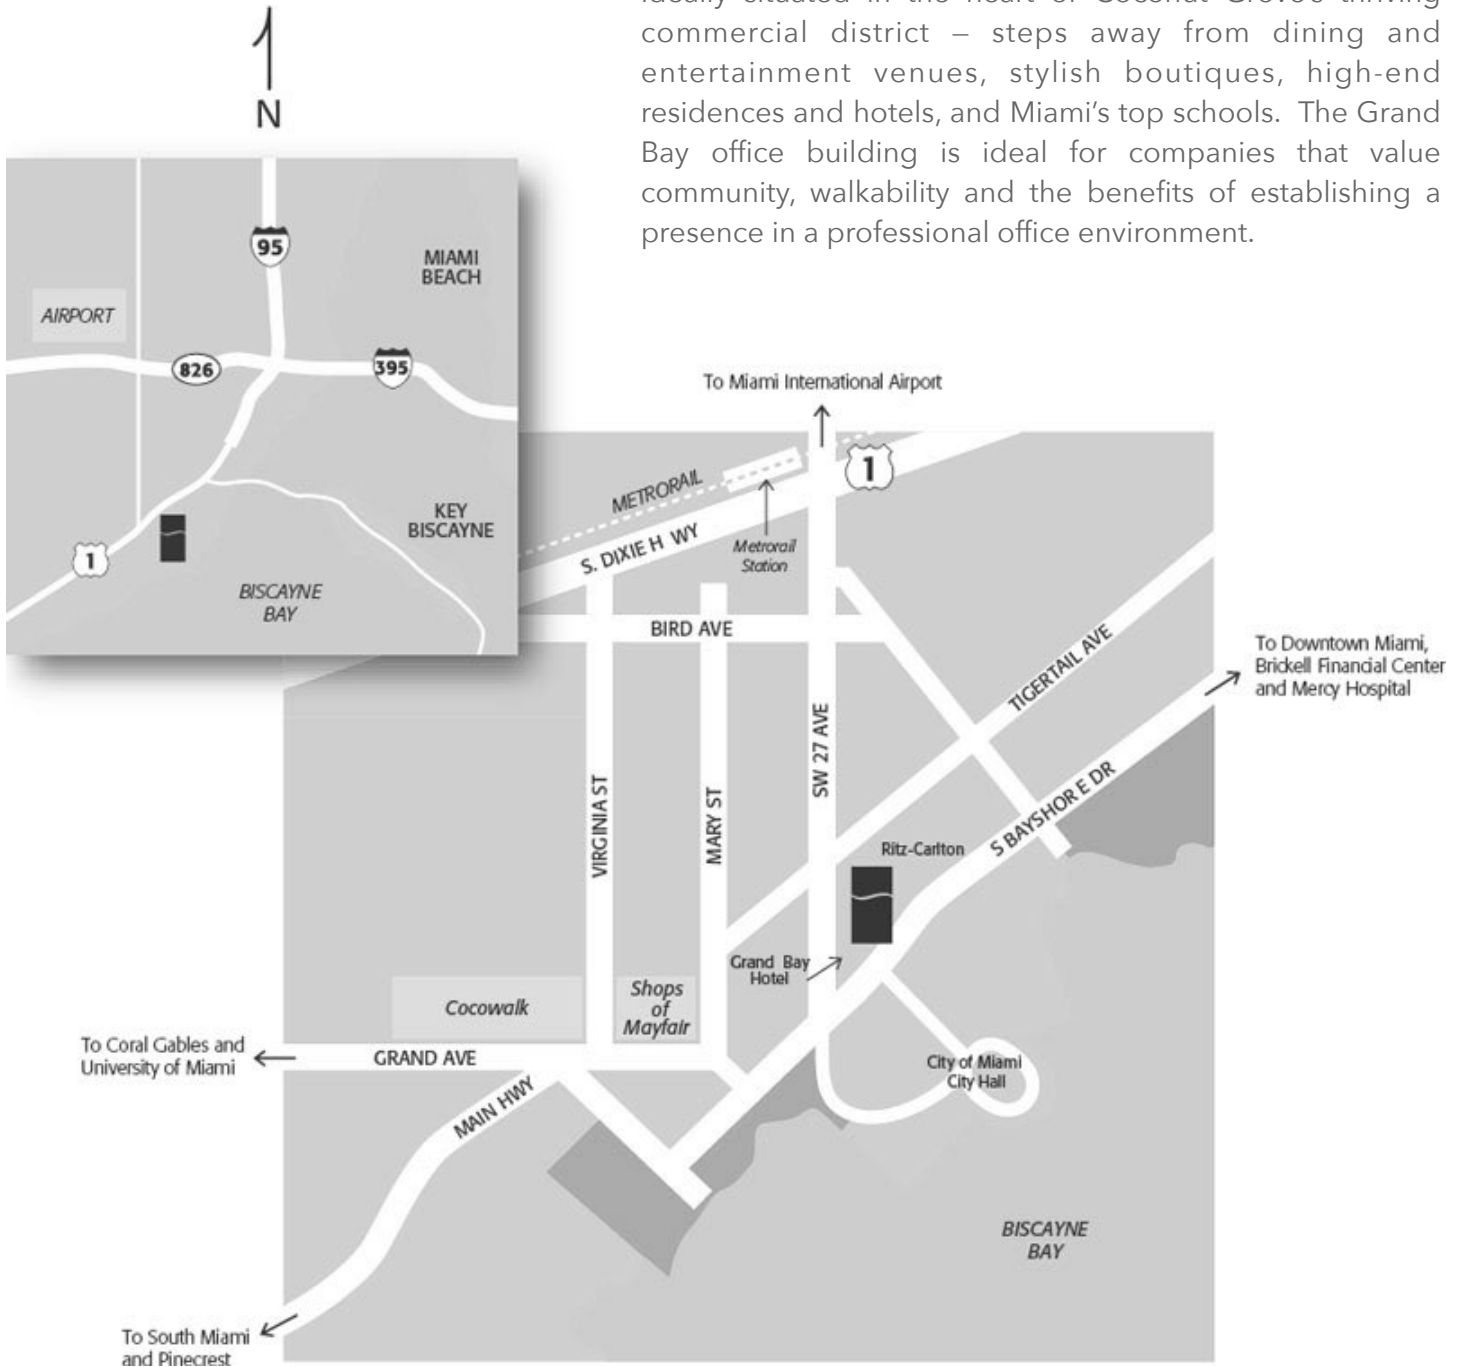 ideally situated in the heart of Coconut Grove's thriving
commercial district – steps away from dining and
entertainment venues, stylish boutiques, high-end
residences and hotels, and Miami's top schools. The Grand
Bay office building is ideal for companies that value
community, walkability and the benefits of establishing a
presence in a professional office environment.
N
95
MIAMI
BEACH
AIRPORT
826
395
KEY
BISCAYNE
1
BISCAYNE
BAY
To Miami International Airport
1
METRORAIL
S. DIXIE H WY
Metrorail
Station
BIRD AVE
TIGERTAIL AVE
To Downtown Miami,
Brickell Financial Center
and Mercy Hospital
SW 27 AVE
VIRGINIA ST
MARY ST
S BAYSHOR E DR
Ritz-Carlton
Grand Bay
Hotel
Cocowalk
Shops
of
Mayfair
To Coral Gables and
University of Miami
GRAND AVE
City of Miami
City Hall
MAIN HWY
BISCAYNE
BAY
To South Miami
and Pinecrest